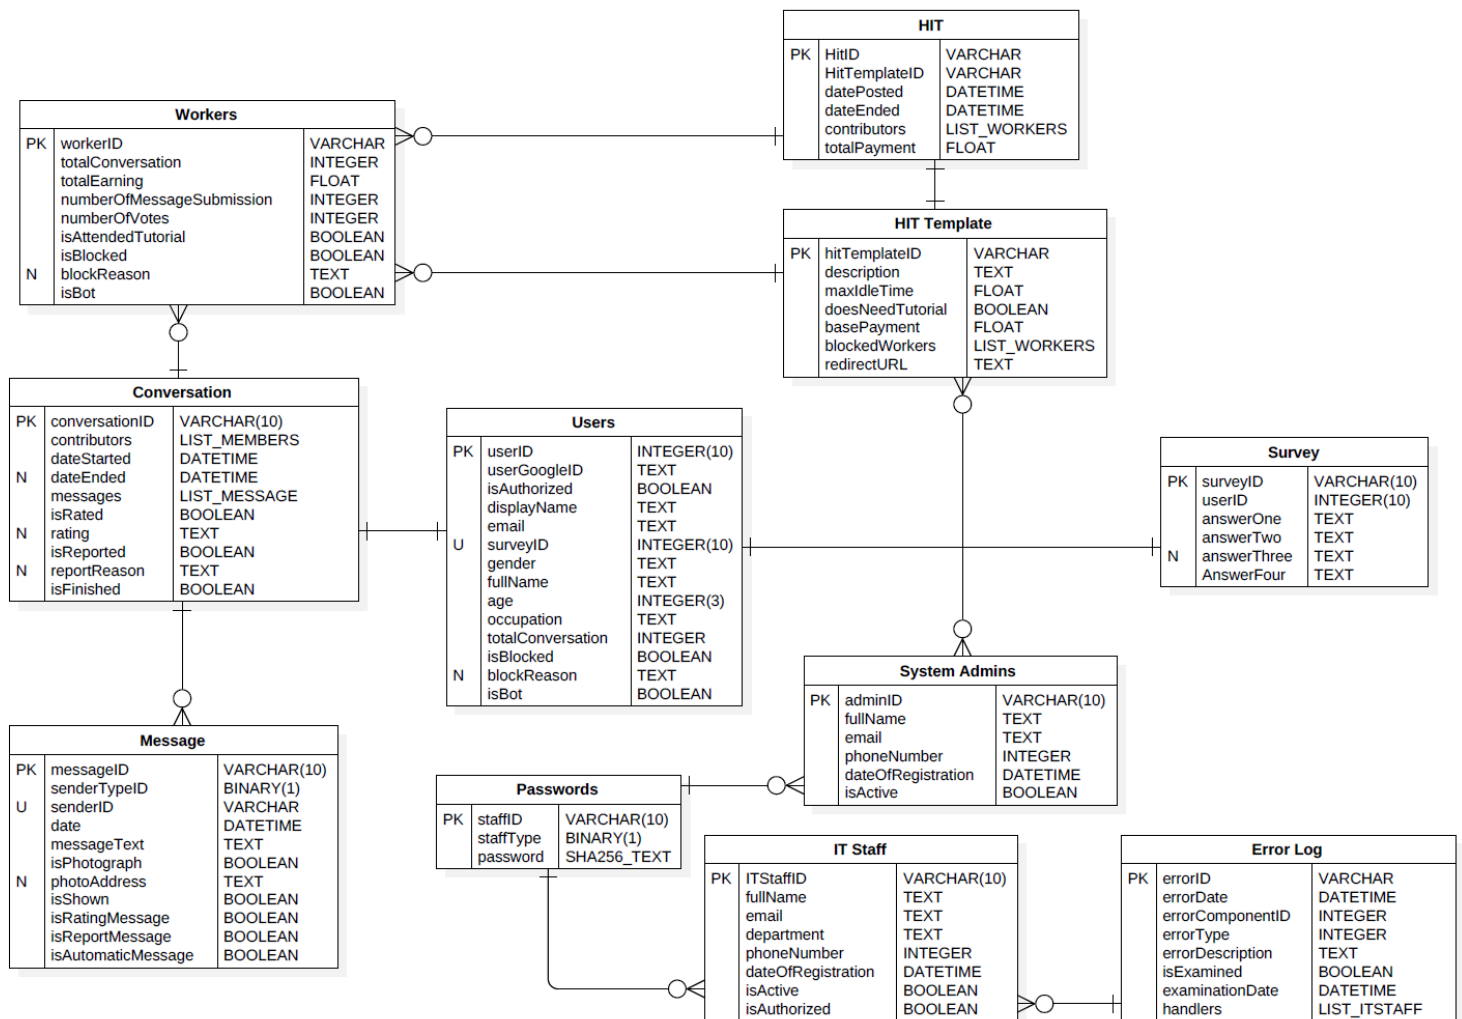 HIT
PK HitID VARCHAR
HitTemplateID VARCHAR
datePosted DATETIME
dateEnded DATETIME
contributors LIST_WORKERS
totalPayment FLOAT
Workers
PK workerID VARCHAR
totalConversation INTEGER
totalEarning FLOAT
numberOfMessageSubmission INTEGER
numberOfVotes INTEGER
isAttendedTutorial BOOLEAN
isBlocked BOOLEAN
N blockReason TEXT
isBot BOOLEAN
HIT Template
PK hitTemplateID VARCHAR
description TEXT
maxIdleTime FLOAT
doesNeedTutorial BOOLEAN
basePayment FLOAT
blockedWorkers LIST_WORKERS
redirectURL TEXT
Conversation
PK conversationID VARCHAR(10)
contributors LIST_MEMBERS
dateStarted DATETIME
N dateEnded DATETIME
messages LIST_MESSAGE
isRated BOOLEAN
N rating TEXT
isReported BOOLEAN
N reportReason TEXT
isFinished BOOLEAN
Users
PK userID INTEGER(10)
userGoogleID TEXT
isAuthorized BOOLEAN
displayName TEXT
email TEXT
U surveyID INTEGER(10)
gender TEXT
fullName TEXT
age INTEGER(3)
occupation TEXT
totalConversation INTEGER
isBlocked BOOLEAN
N blockReason TEXT
isBot BOOLEAN
Survey
PK surveyID VARCHAR(10)
userID INTEGER(10)
answerOne TEXT
answerTwo TEXT
N answerThree TEXT
AnswerFour TEXT
System Admins
PK adminID VARCHAR(10)
fullName TEXT
email TEXT
phoneNumber INTEGER
dateOfRegistration DATETIME
isActive BOOLEAN
Message
PK messageID VARCHAR(10)
senderTypeID BINARY(1)
U senderID VARCHAR
date DATETIME
messageText TEXT
isPhotograph BOOLEAN
N photoAddress TEXT
isShown BOOLEAN
isRatingMessage BOOLEAN
isReportMessage BOOLEAN
isAutomaticMessage BOOLEAN
Passwords
PK staffID VARCHAR(10)
staffType BINARY(1)
password SHA256_TEXT
IT Staff
PK ITStaffID VARCHAR(10)
fullName TEXT
email TEXT
department TEXT
phoneNumber INTEGER
dateOfRegistration DATETIME
isActive BOOLEAN
isAuthorized BOOLEAN
Error Log
PK errorID VARCHAR
errorDate DATETIME
errorComponentID INTEGER
errorType INTEGER
errorDescription TEXT
isExamined BOOLEAN
examinationDate DATETIME
handlers LIST_ITSTAFF